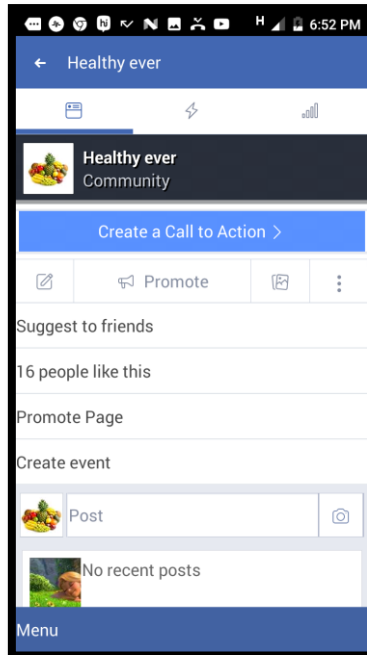 H 6:52 PM
Healthy ever
Healthy ever
Community
Create a Call to Action >
Promote
Suggest to friends
16 people like this
Promote Page
Create event
Post
No recent posts
Menu